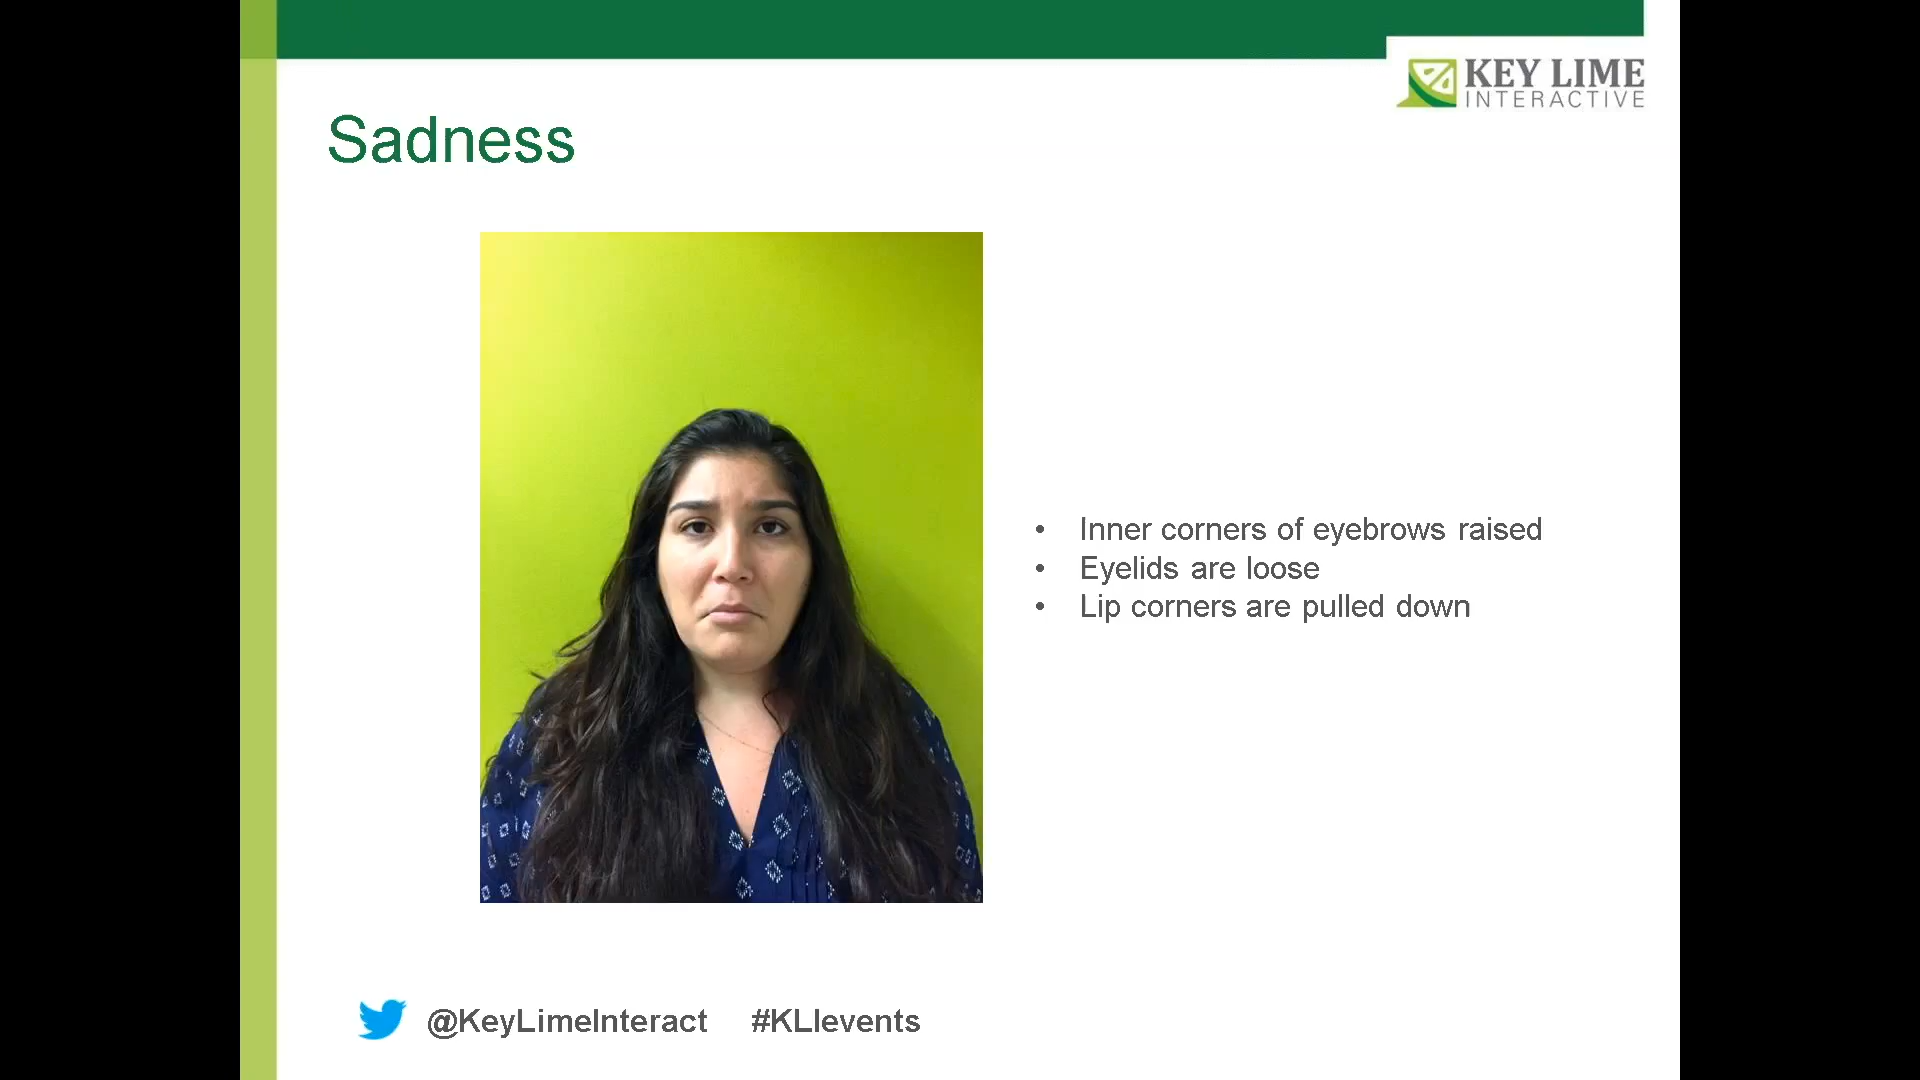 KEY LIME
INTERACTIVE
Sadness
• Inner corners of eyebrows raised
• Eyelids are loose
• Lip corners are pulled down
@KeyLimeInteract #KLIevents